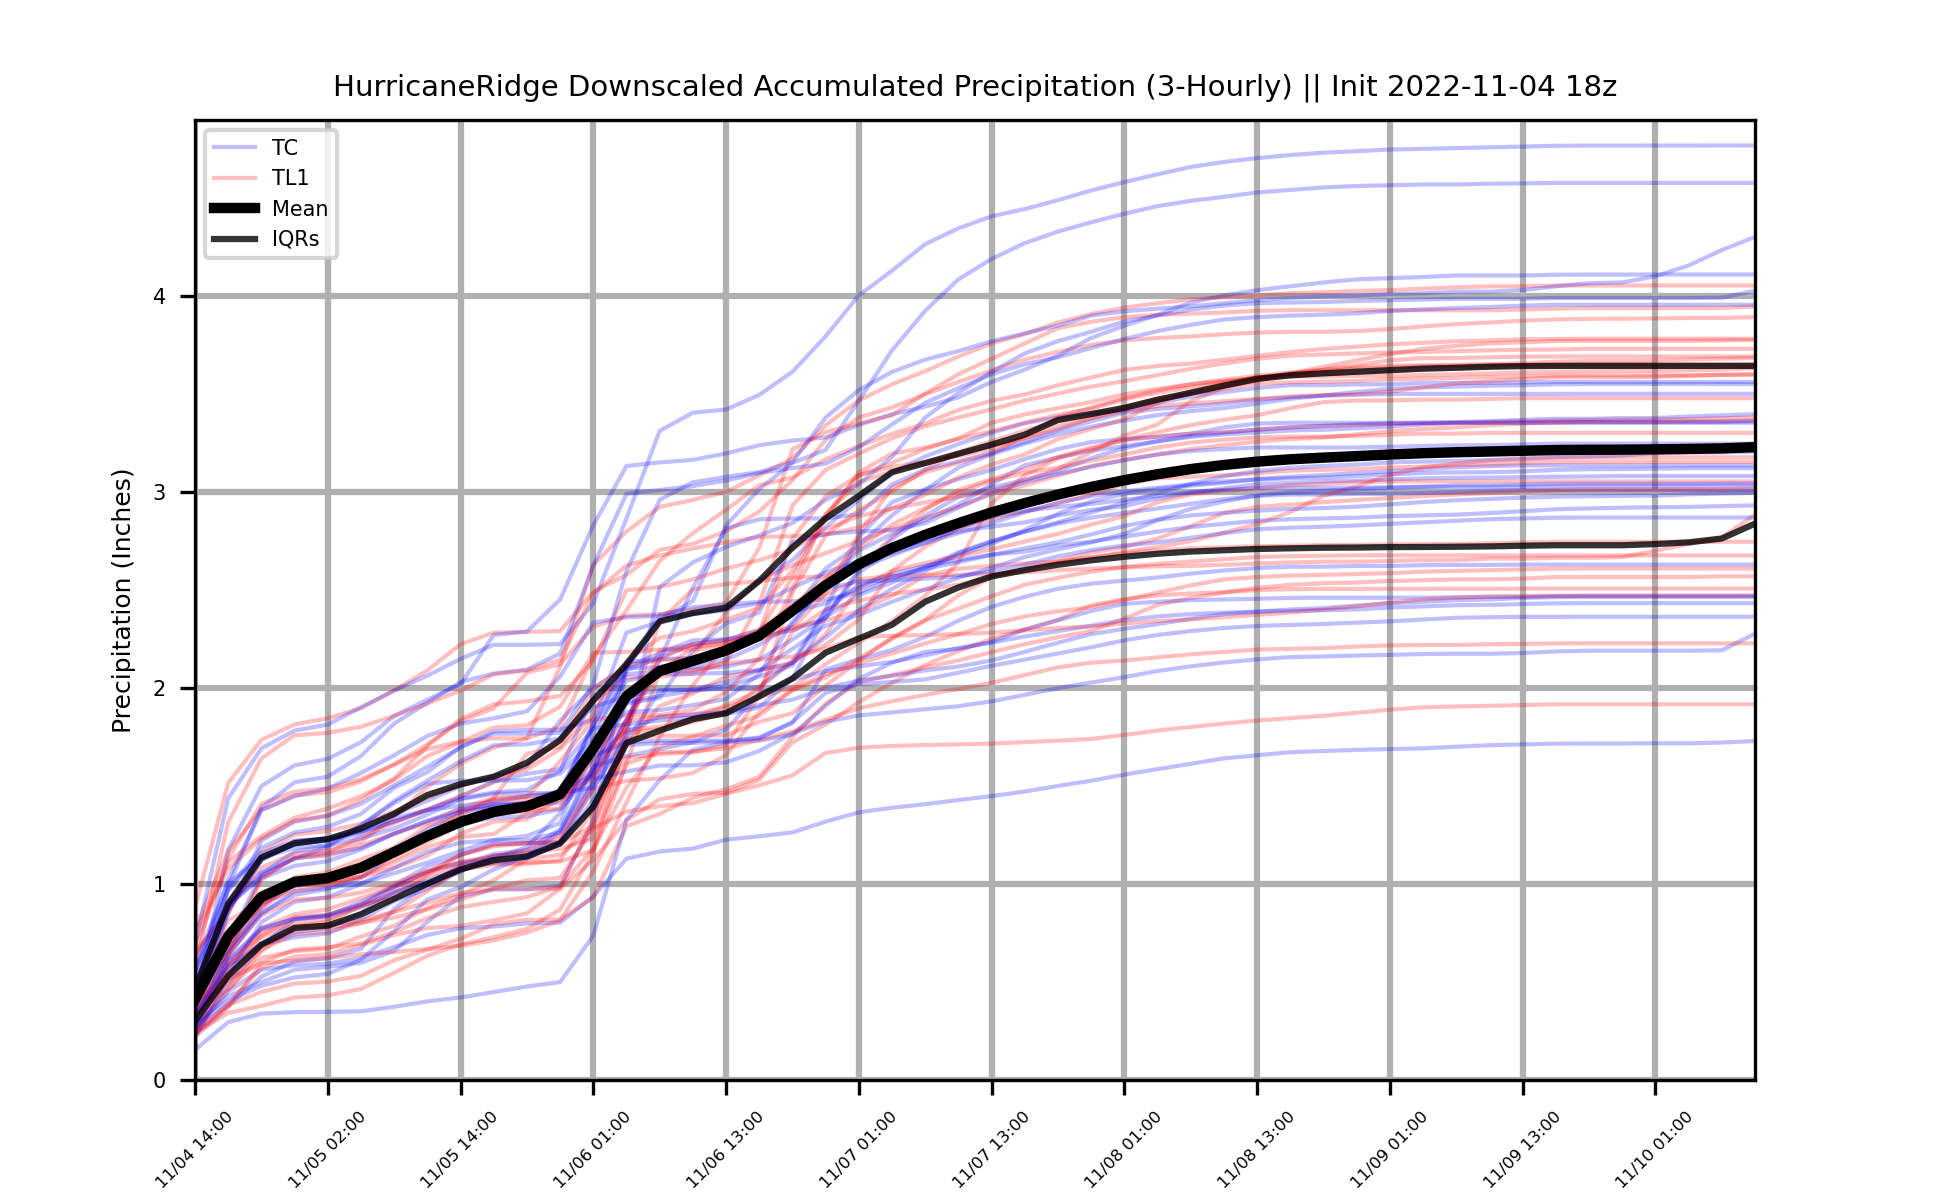 HurricaneRidge Downscaled Accumulated Precipitation (3-Hourly) || Init 2022-11-04 18z
TC
TL1
Mean
IQRs
Precipitation (Inches)
4
3
2
1
0
11/04 14:00
11/05 02:00
11/05 14:00
11/06 01:00
11/06 13:00
11/07 01:00
11/07 13:00
11/08 01:00
11/08 13:00
11/09 01:00
11/09 13:00
11/10 01:00